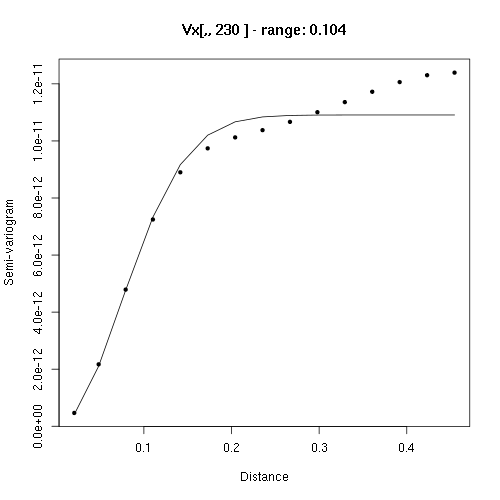 Vx[,, 230 ] - range: 0.104
Semi-variogram
1.2e-11
1.0e-11
8.0e-12
6.0e-12
4.0e-12
2.0e-12
0.0e+00
0.1 0.2 0.3 0.4
Distance